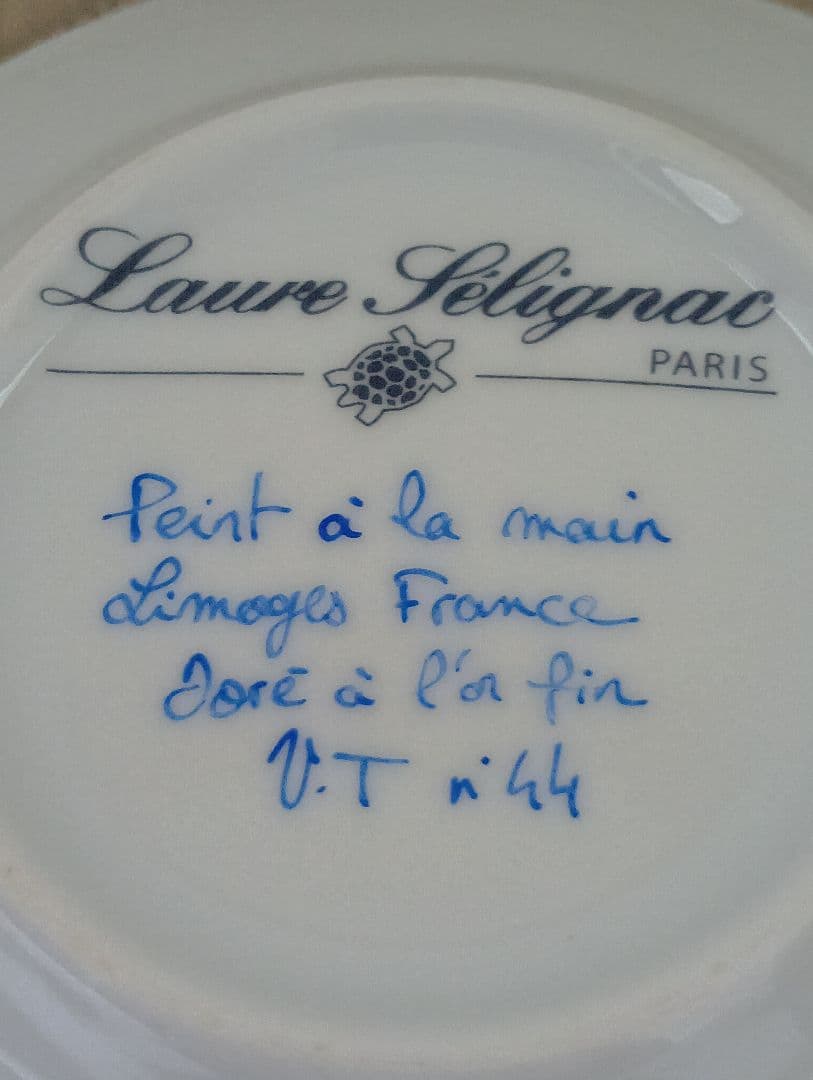 Laure Sélignac
PARIS
Peint à la main
Limoges France
Doré à l'or fin
V.T n°44